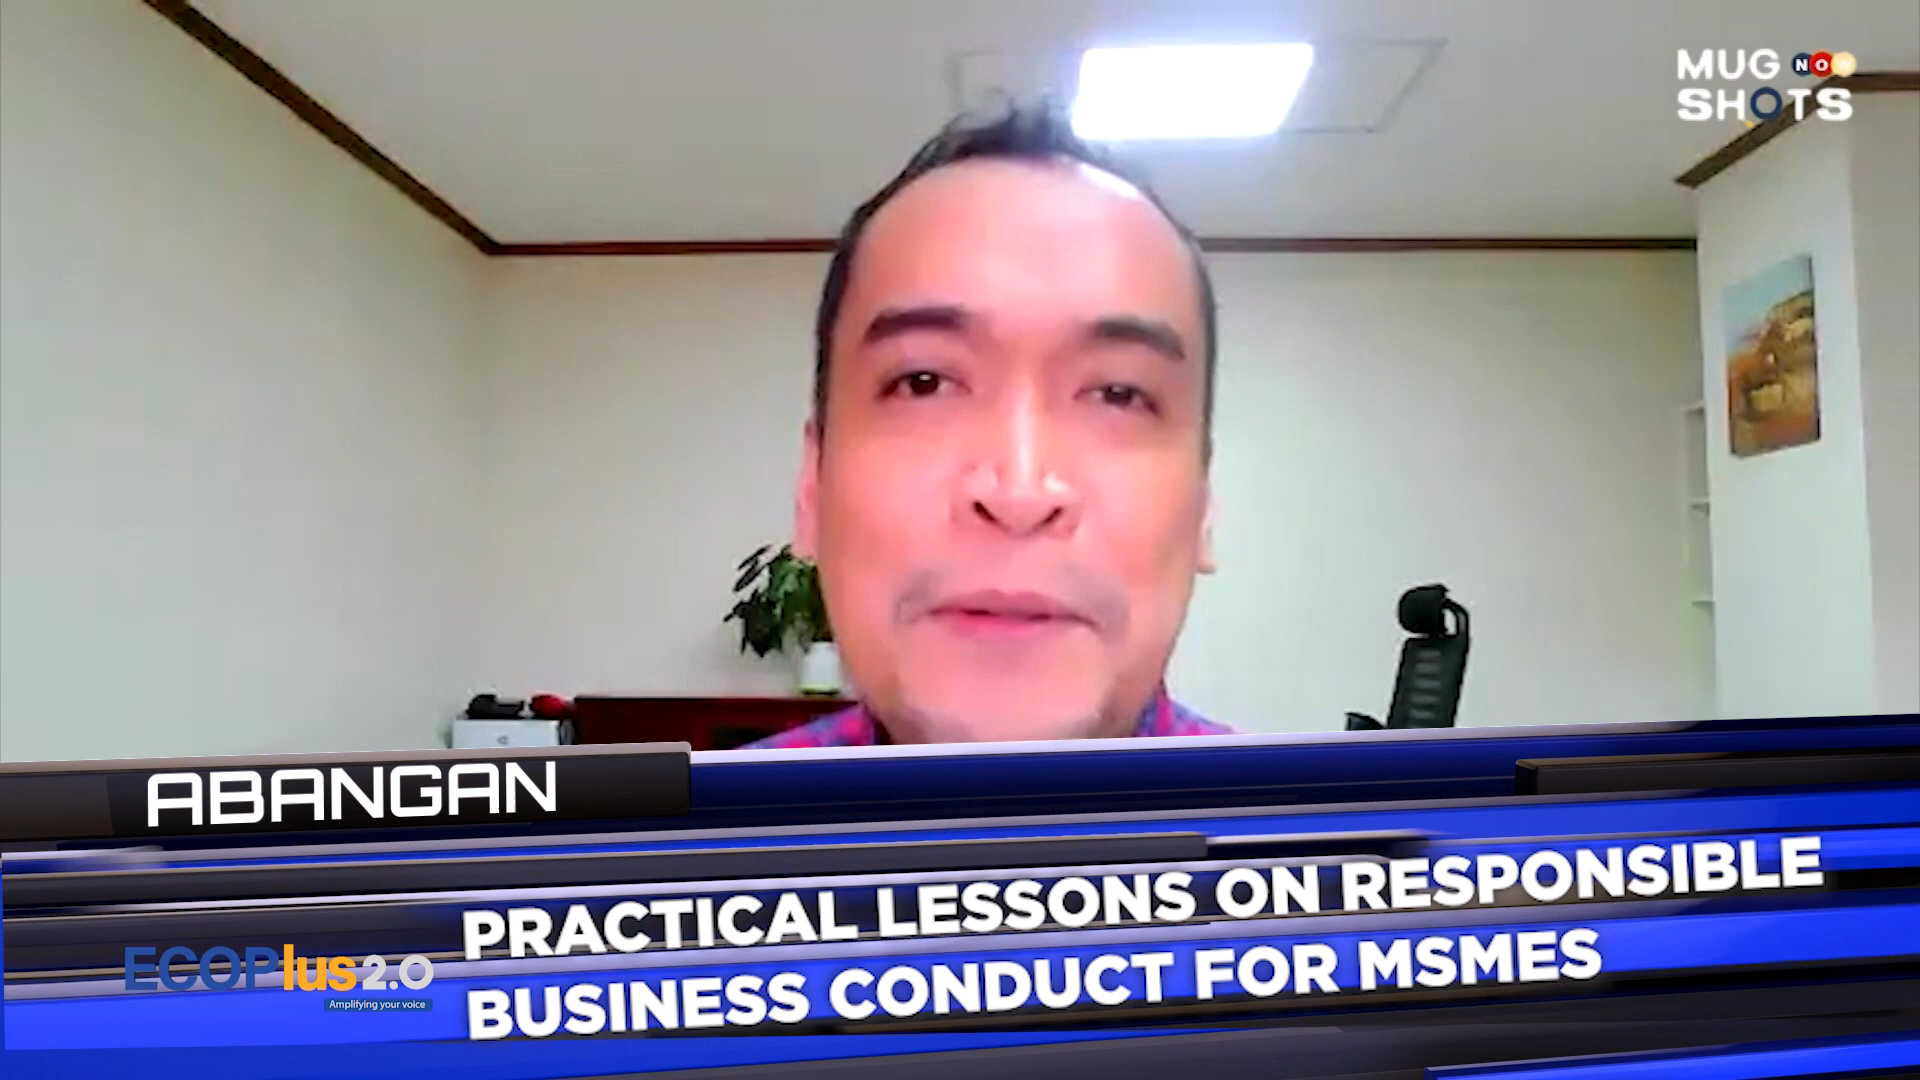 MUG NOW
SHOTS
ABANGAN
PRACTICAL LESSONS ON RESPONSIBLE
BUSINESS CONDUCT FOR MSMES
ECOPlus2.0
Amplifying your voice